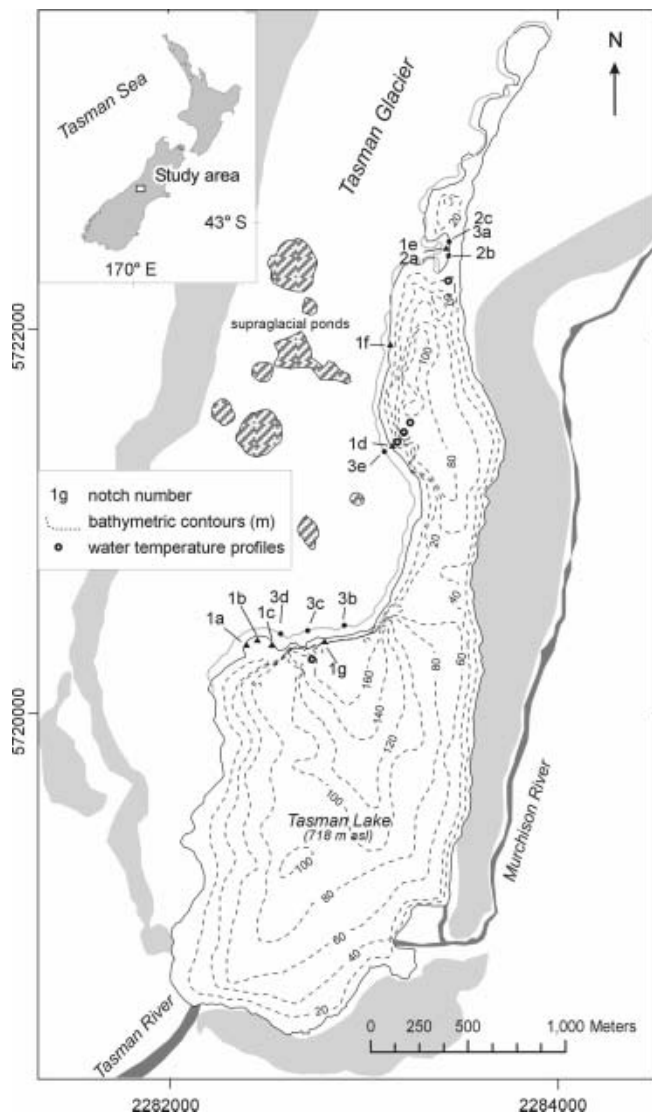 Tasman Sea
Study area
43° S
170° E
Tasman Glacier
N
20
2c
3a
1e
2a
2b
supraglacial ponds
1f
100
5722000
1d
3e
80
1g notch number
bathymetric contours (m)
water temperature profiles
20
40
1b
3d
3c
3b
1a
1c
1g
80
60
160
140
120
5720000
100
Tasman Lake
(718 m asl)
100
80
60
40
20
Murchison River
Tasman River
0 250 500 1,000 Meters
2282000
2284000